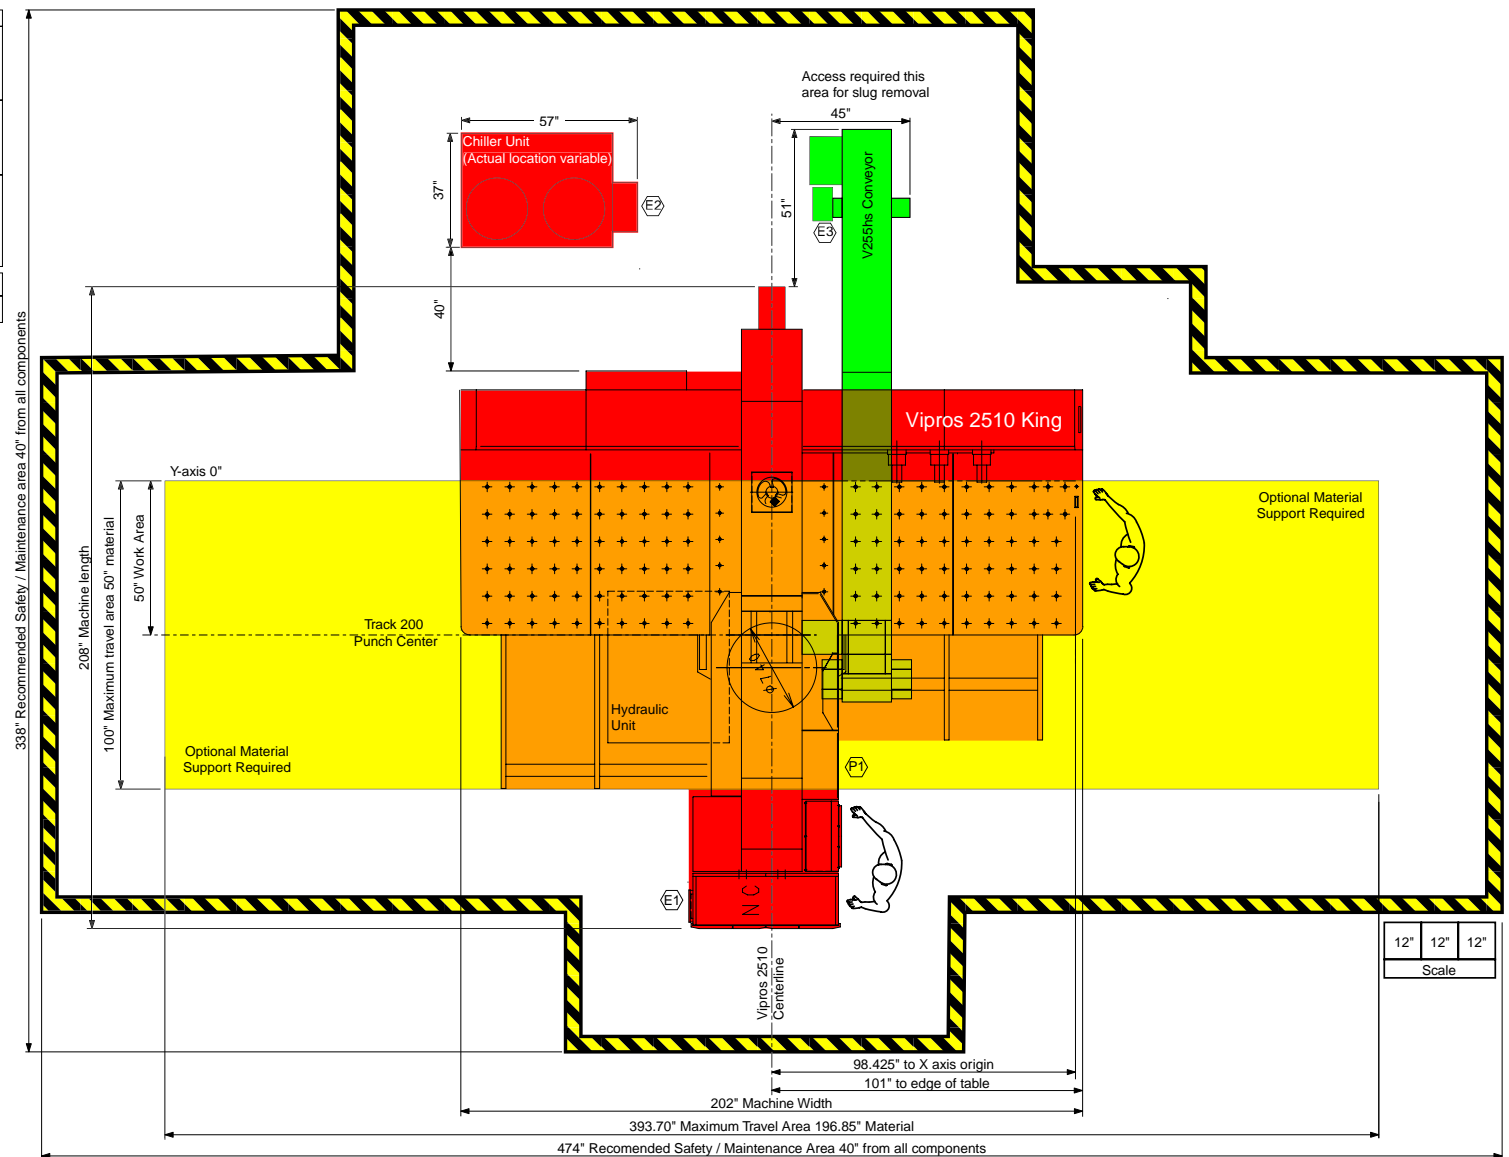 Access required this
area for slug removal
57"
45"
Chiller Unit
(Actual location variable)
37"
E2
51"
E3
V255hs Conveyor
40"
338" Recommended Safety / Maintenance area 40" from all components
Vipros 2510 King
Y-axis 0"
Optional Material
Support Required
208" Machine length
100" Maximum travel area 50" material
50" Work Area
Track 200
Punch Center
φ74.0
Hydraulic
Unit
Optional Material
Support Required
P1
E1
N C
12" 12" 12"
Scale
Vipros 2510
Centerline
98.425" to X axis origin
101" to edge of table
202" Machine Width
393.70" Maximum Travel Area 196.85" Material
474" Recomended Safety / Maintenance Area 40" from all components